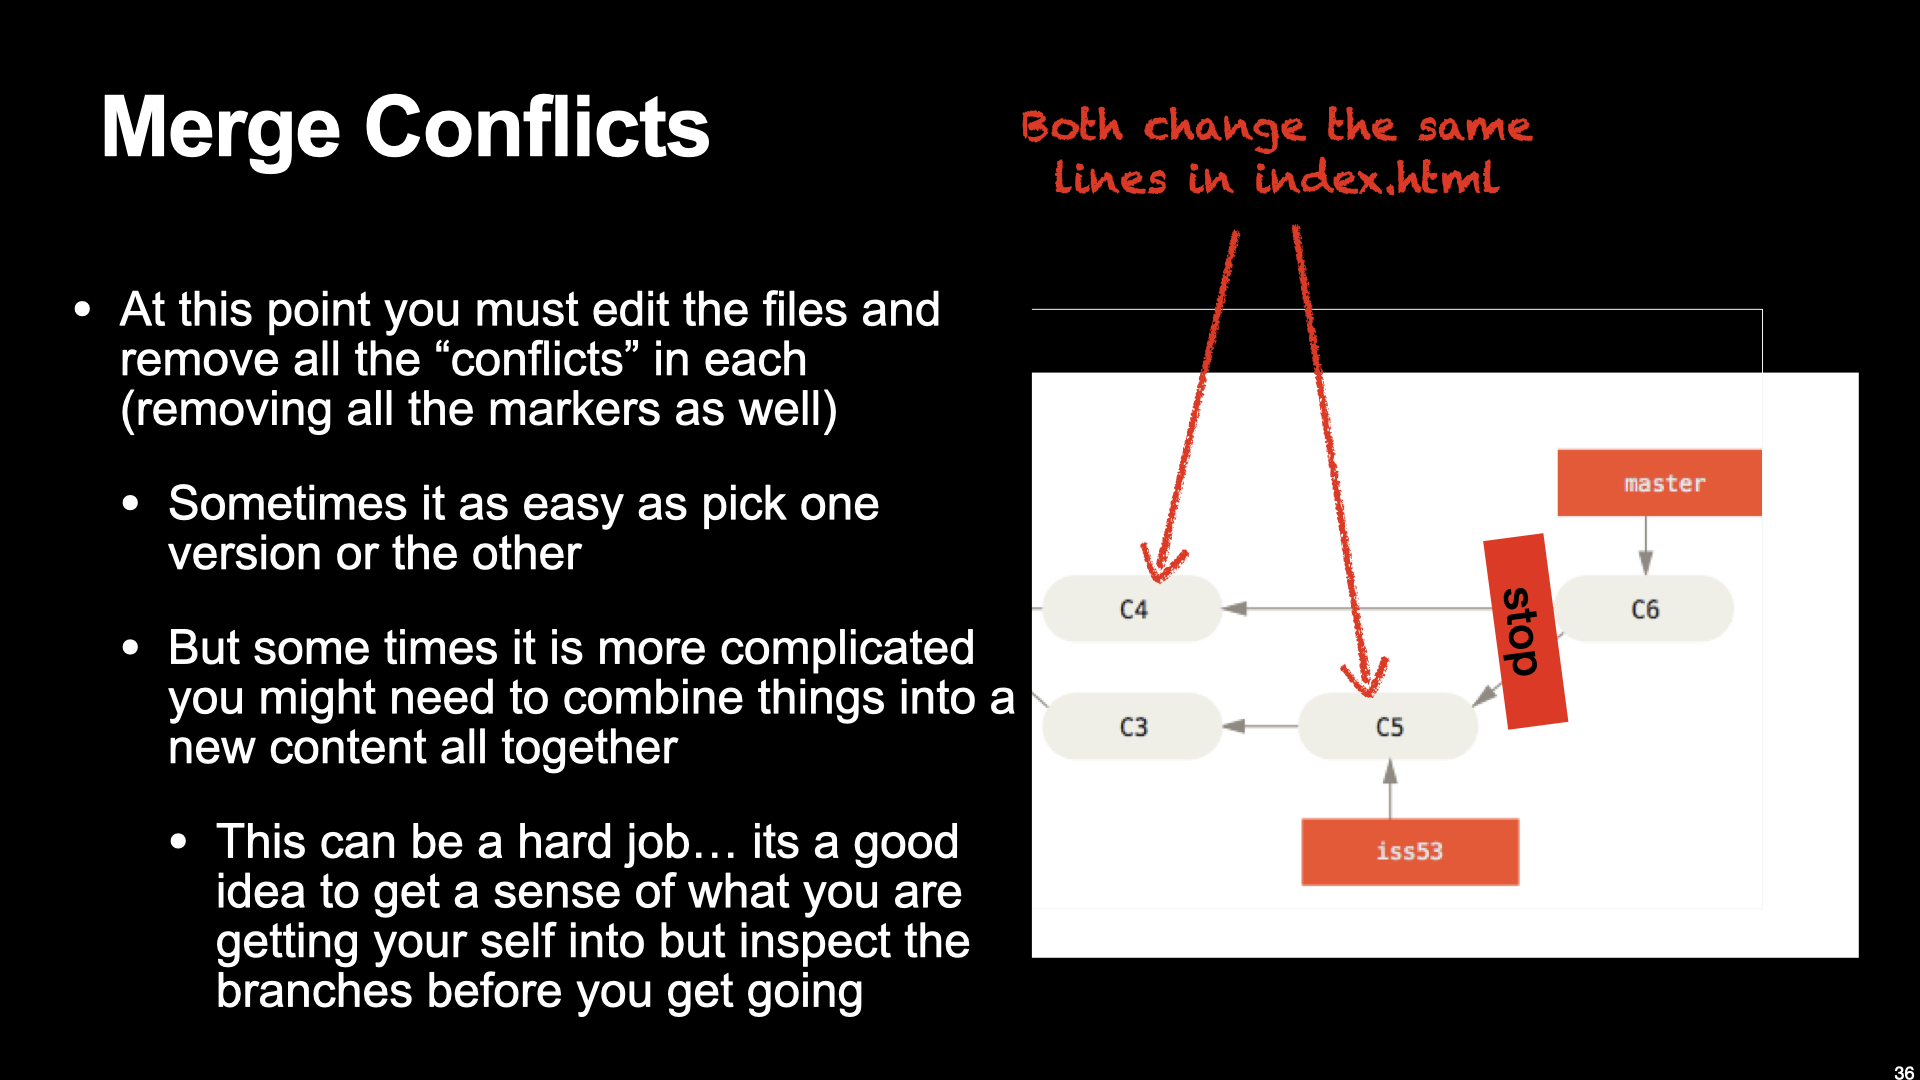 Merge Conflicts
Both change the same
lines in index.html
• At this point you must edit the files and
remove all the “conflicts” in each
(removing all the markers as well)
• Sometimes it as easy as pick one
version or the other
• But some times it is more complicated
you might need to combine things into a
new content all together
• This can be a hard job… its a good
idea to get a sense of what you are
getting your self into but inspect the
branches before you get going
master
C4
stop
C6
C3
C5
iss53
36